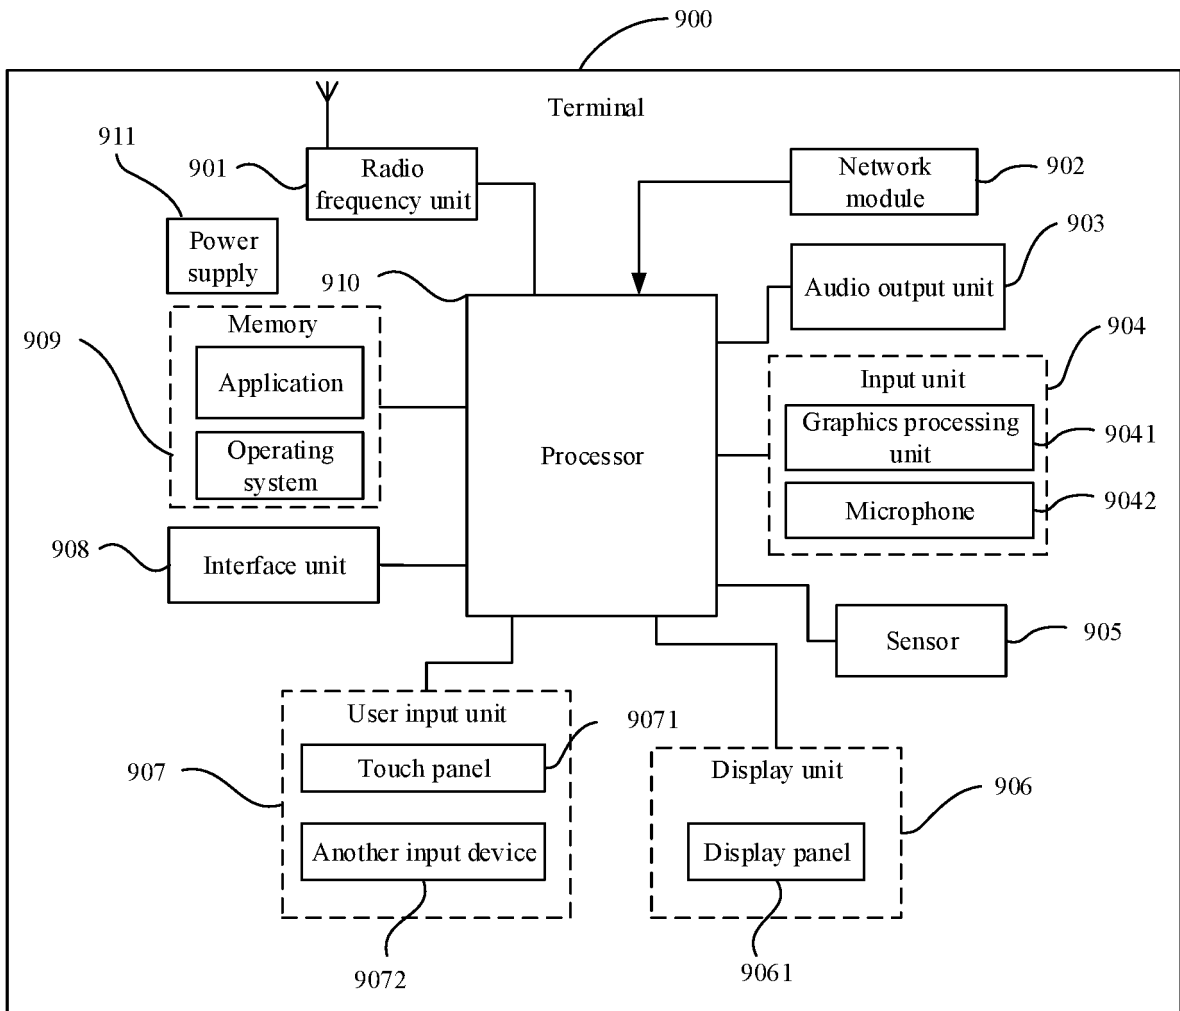 900
Terminal
911
901
Radio
frequency unit
Network
module
902
Power
supply
903
Audio output unit
910
Memory
909
Application
Operating
system
904
Input unit
Graphics processing
unit
9041
Microphone
9042
Processor
908
Interface unit
Sensor
905
User input unit
9071
907
Touch panel
Another input device
9072
Display unit
906
Display panel
9061